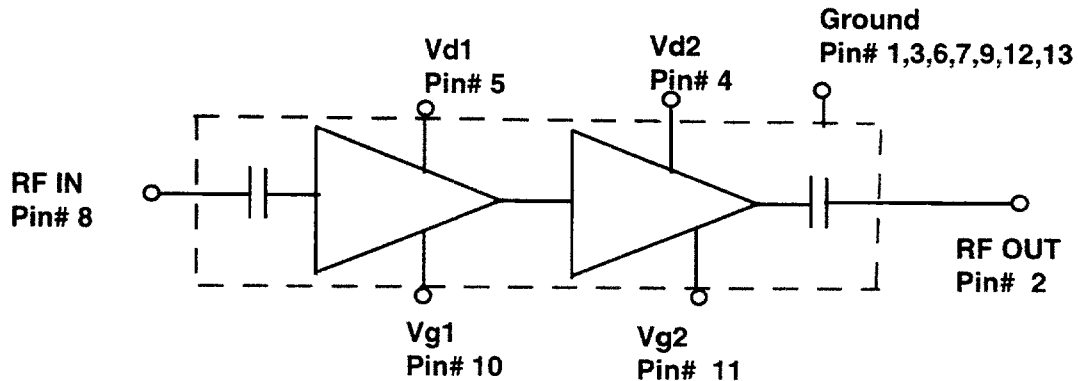 Ground
Pin# 1,3,6,7,9,12,13
Vd1
Pin# 5
Vd2
Pin# 4
RF IN
Pin# 8
RF OUT
Pin# 2
Vg1
Pin# 10
Vg2
Pin# 11